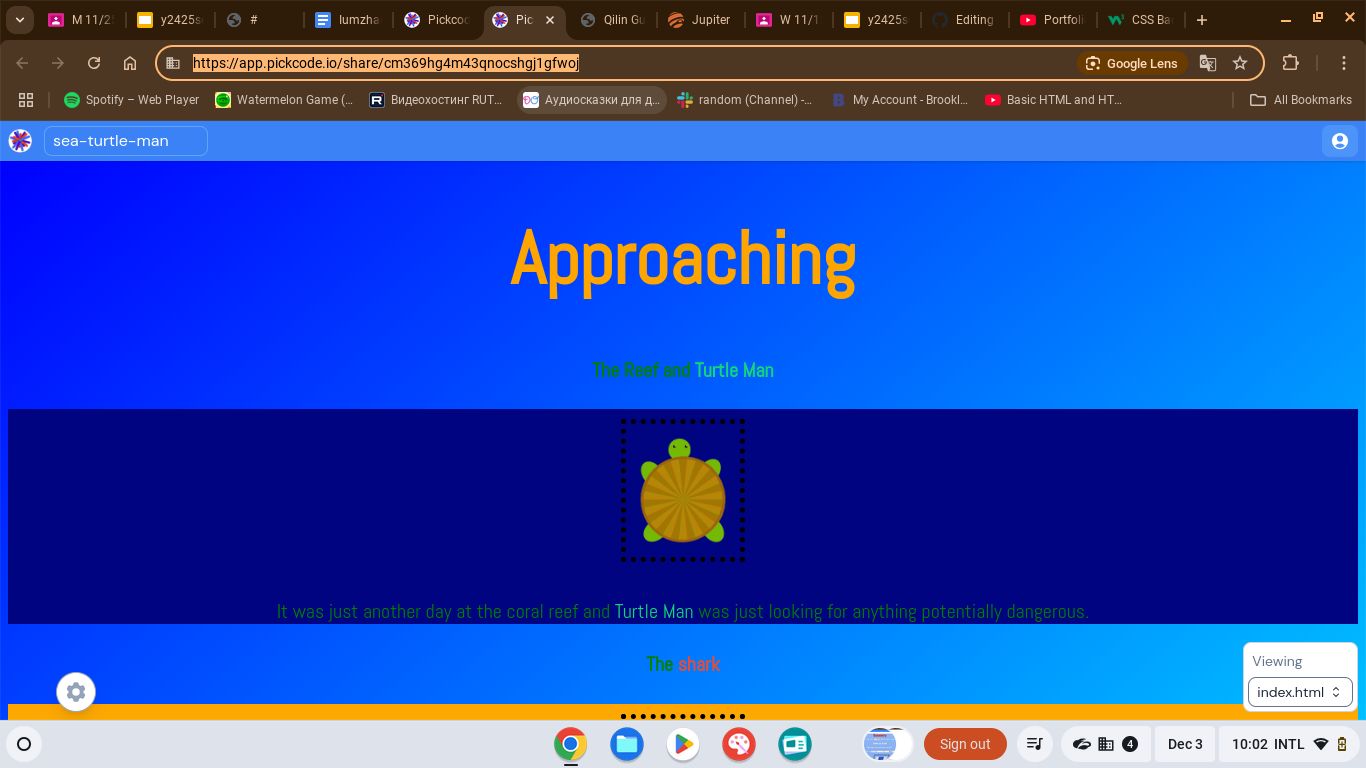 M 11/2
y2425s
#
lumzha
Pickco
Pic
Qilin Gu
Jupiter
W 11/1
y2425s
Editing
Portfoli
CSS Ba
https://app.pickcode.io/share/cm369hg4m43qnocshgj1gfwoj
Google Lens
Spotify – Web Player
Watermelon Game (...
Видеохостинг RUT...
Аудиосказки для д...
random (Channel) -...
My Account - Brookl...
Basic HTML and HT...
All Bookmarks
sea-turtle-man
Approaching
The Reef and Turtle Man
It was just another day at the coral reef and Turtle Man was just looking for anything potentially dangerous.
The shark
Viewing
index.html
Sign out
4
Dec 3
10:02 INTL